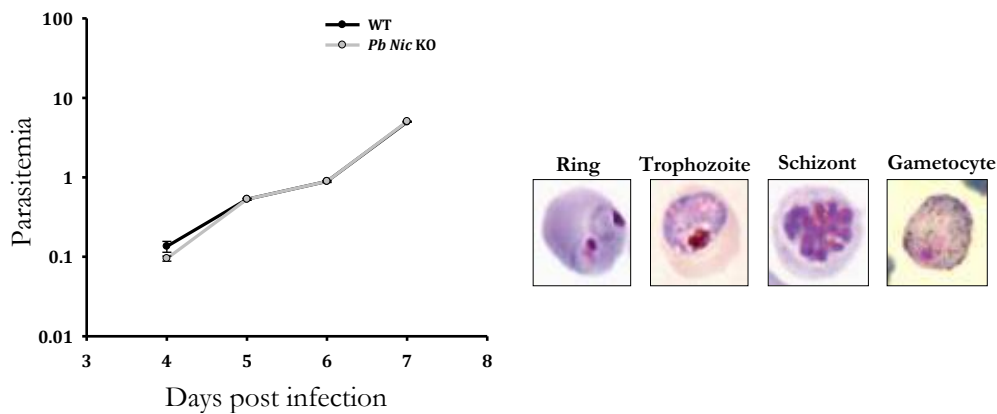 100
10
1
0.1
0.01
Parasitemia
3 4 5 6 7 8
Days post infection
WT
Pb Nic KO
Ring Trophozoite Schizont Gametocyte